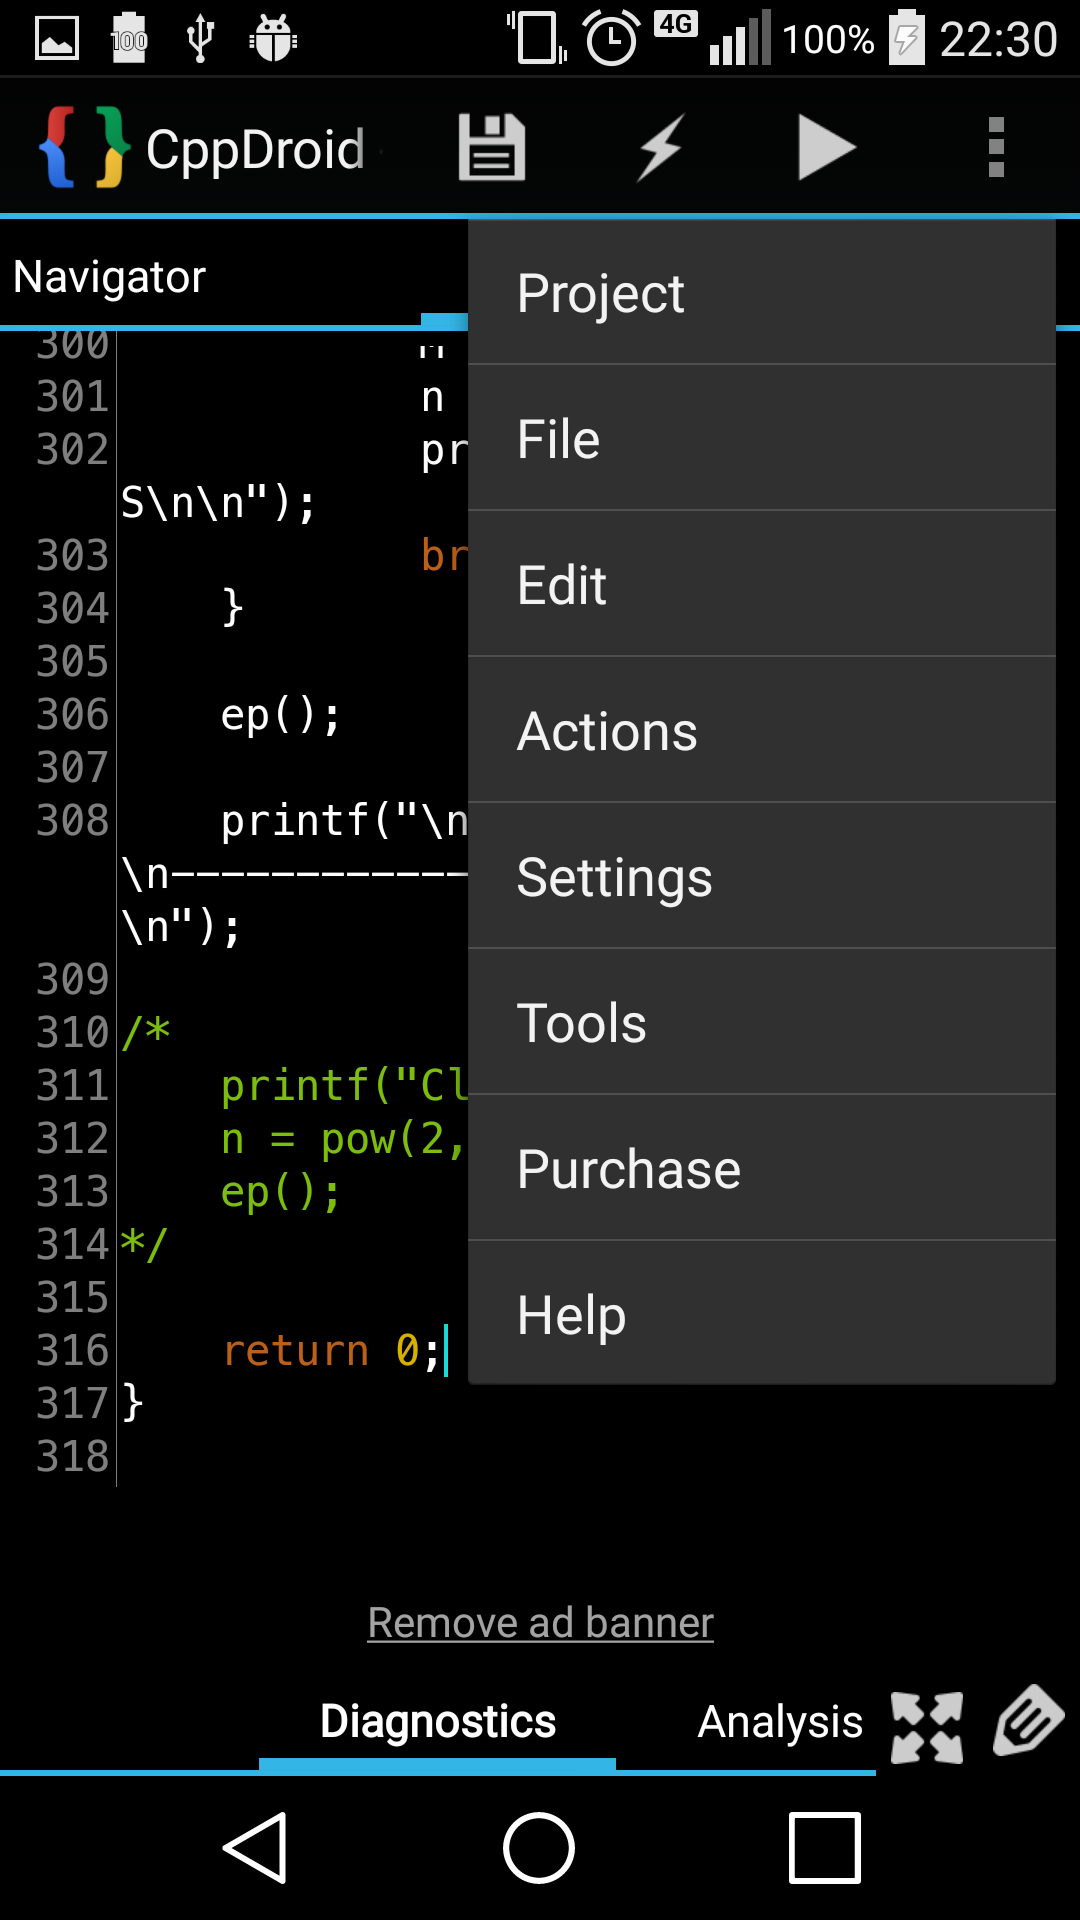 100 4G 100% 22:30
CppDroid
Navigator
Project
File
Edit
Actions
Settings
Tools
Purchase
Help
300
301 n
302 pr
S\n\n");
303 br
304 }
305
306 ep();
307
308 printf("\n
\n------------
\n");
309
310 /*
311 printf("Cl
312 n = pow(2,
313 ep();
314 */
315
316 return 0;
317 }
318
Remove ad banner
Diagnostics Analysis